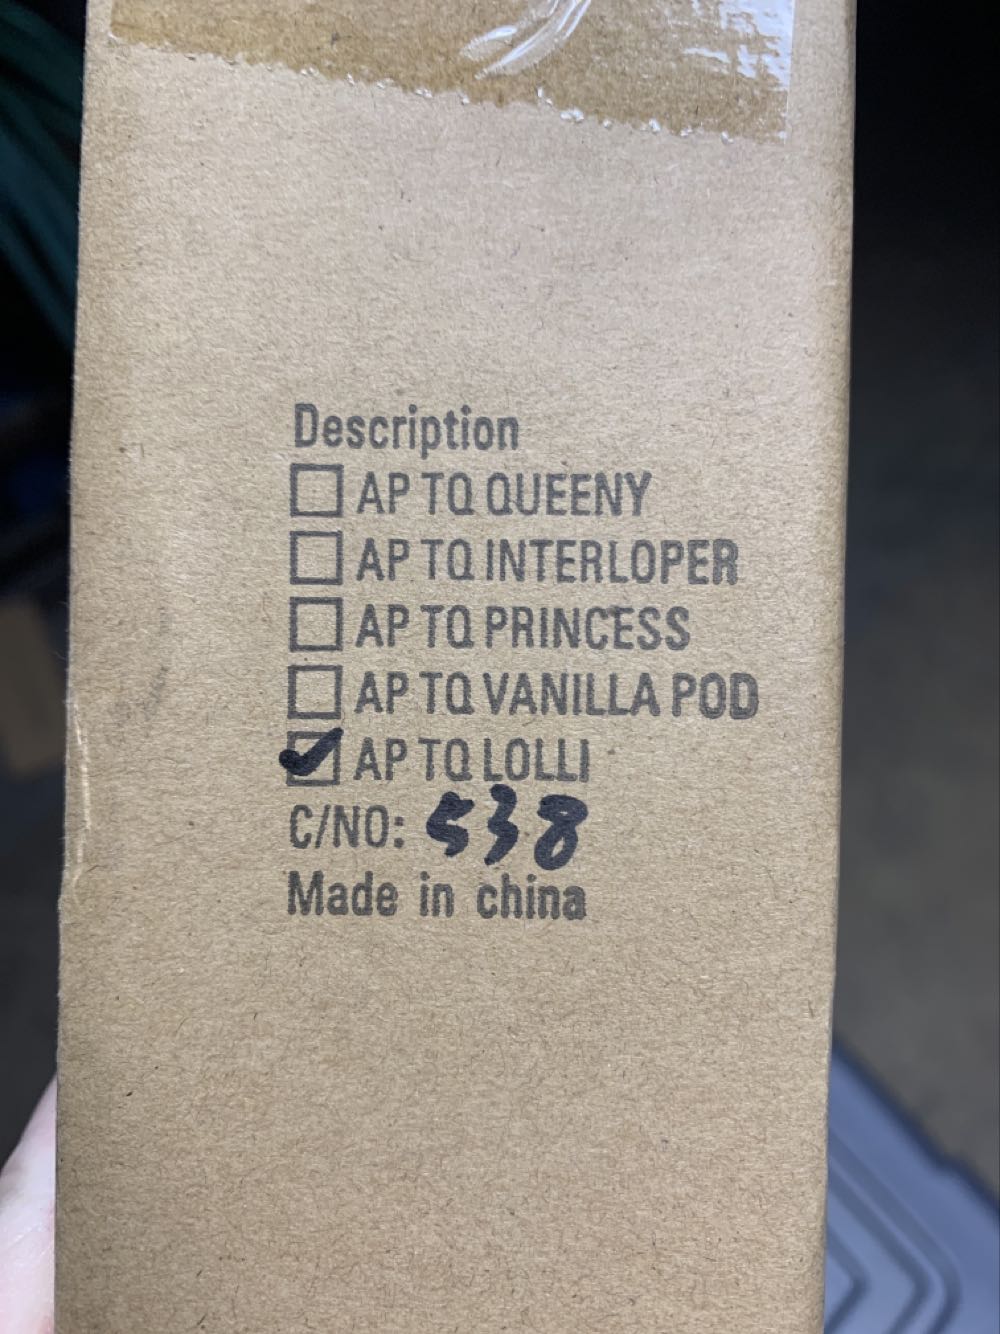 Description
AP TQ QUEENY
AP TQ INTERLOPER
AP TQ PRINCESS
AP TQ VANILLA POD
AP TQ LOLLI
C/NO: 538
Made in china